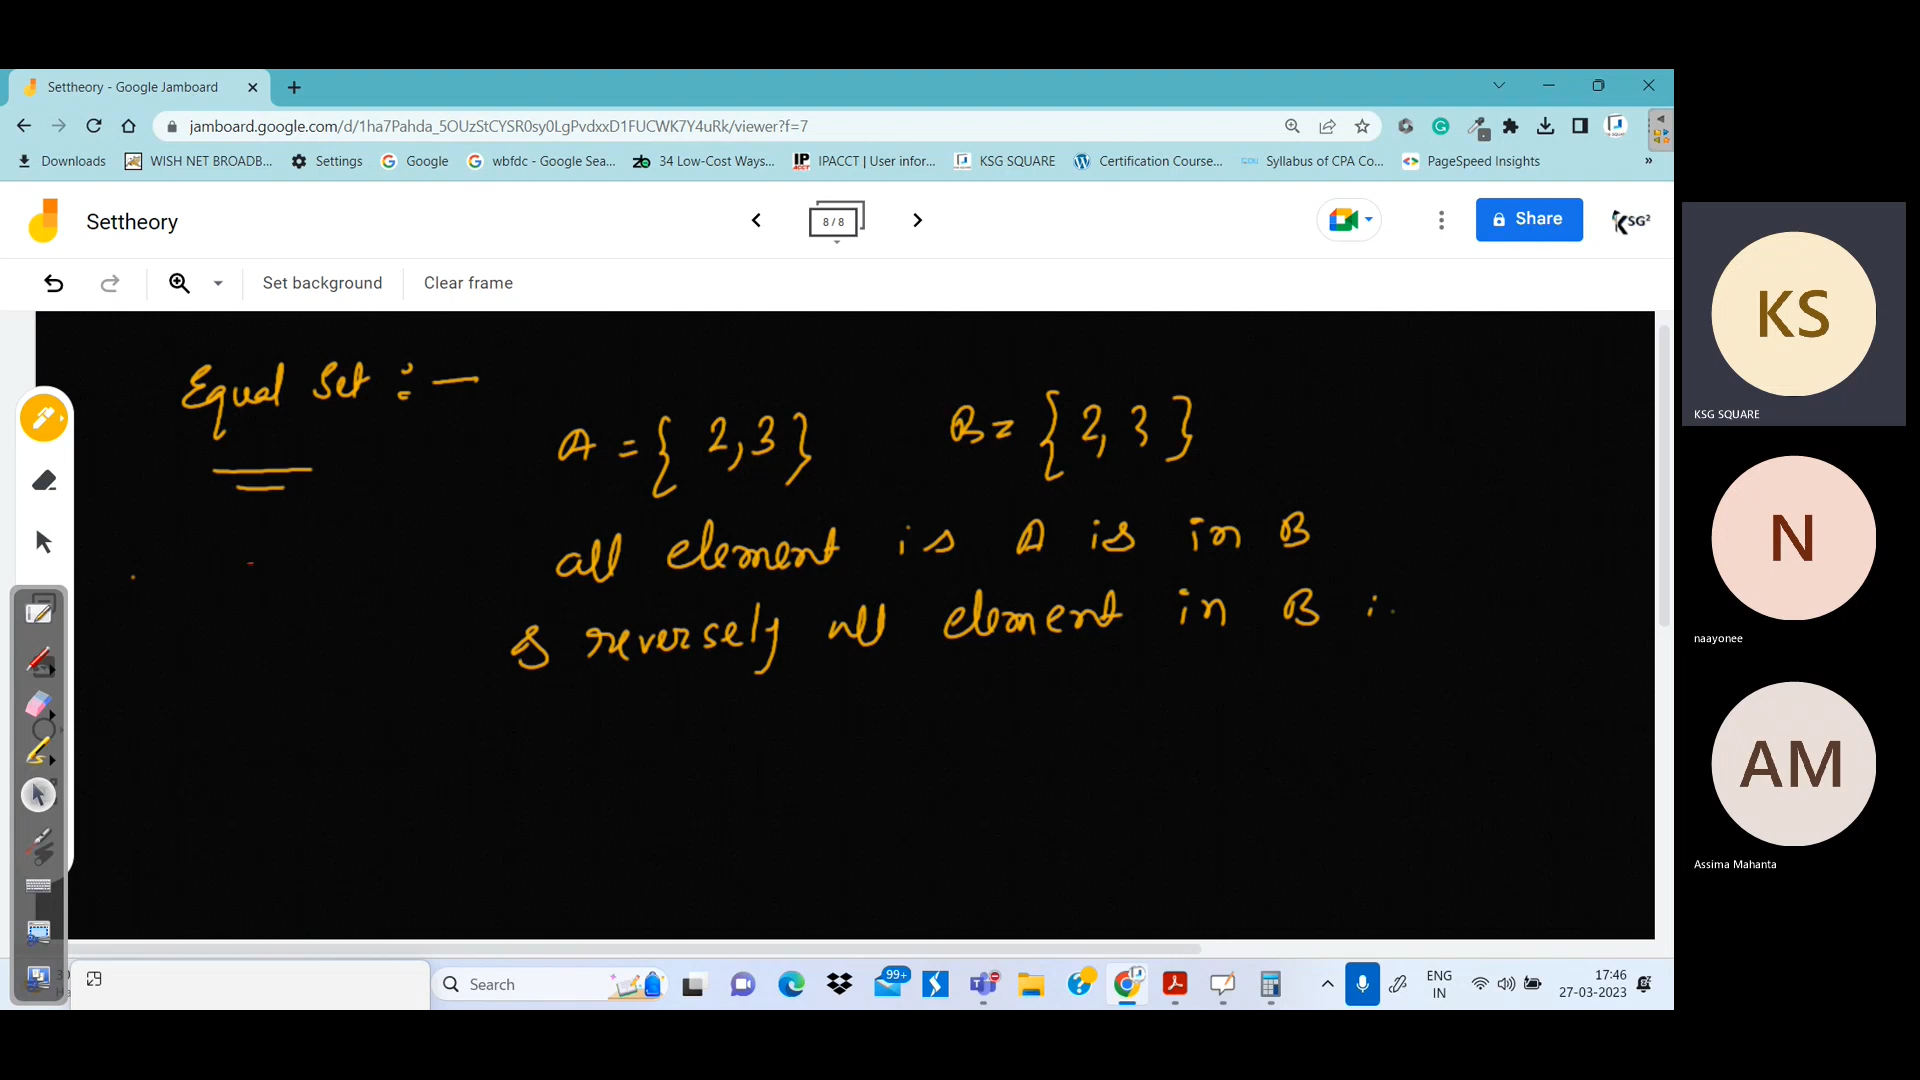 Settheory - Google Jamboard
jamboard.google.com/d/1ha7Pahda_5OUzStCYSR0sy0LgPvdxxD1FUCWK7Y4uRk/viewer?f=7
Downloads WISH NET BROADB... Settings Google wbfdc - Google Sea... 34 Low-Cost Ways... IPACCT | User infor... KSG SQUARE Certification Course... Syllabus of CPA Co... PageSpeed Insights »
Settheory 8 / 8 Share KSG²
Set background Clear frame
Equal Set : —
A = { 2, 3 } B = { 2, 3 }
all element is A is in B
& reversely all element in B i
KS
KSG SQUARE
N
naayonee
AM
Assima Mahanta
Search 99+ ENG IN 17:46 27-03-2023